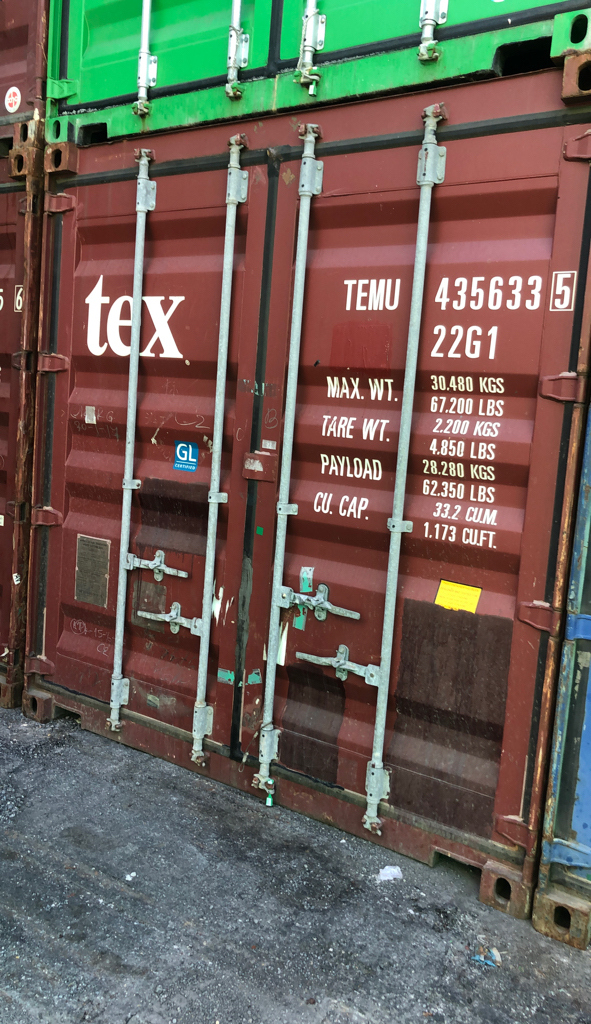 tex
GL
CERTIFIED
TEMU 435633 5
22G1
MAX. WT. 30.480 KGS
67.200 LBS
TARE WT. 2.200 KGS
4.850 LBS
PAYLOAD 28.280 KGS
62.350 LBS
CU. CAP. 33.2 CU.M.
1.173 CU.FT.
6